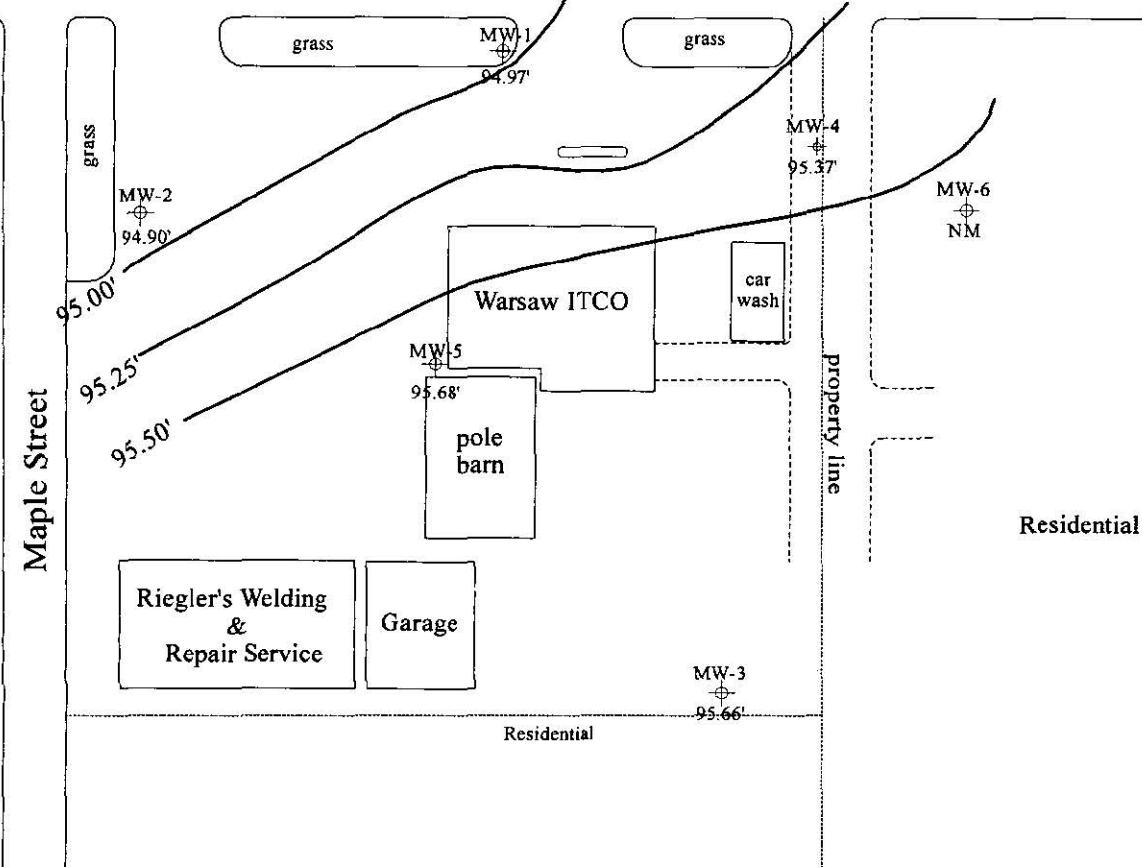 grass
MW-1
94.97'
grass
grass
MW-4
95.37'
MW-2
94.90'
MW-6
NM
95.00'
Warsaw ITCO
car
wash
95.25'
MW-5
95.68'
property line
95.50'
pole
barn
Maple Street
Residential
Riegler's Welding
&
Repair Service
Garage
MW-3
95.66'
Residential